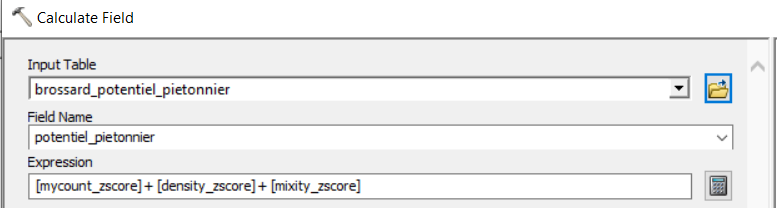 Calculate Field
Input Table
brossard_potentiel_pietonnier
Field Name
potentiel_pietonnier
Expression
[mycount_zscore] + [density_zscore] + [mixity_zscore]